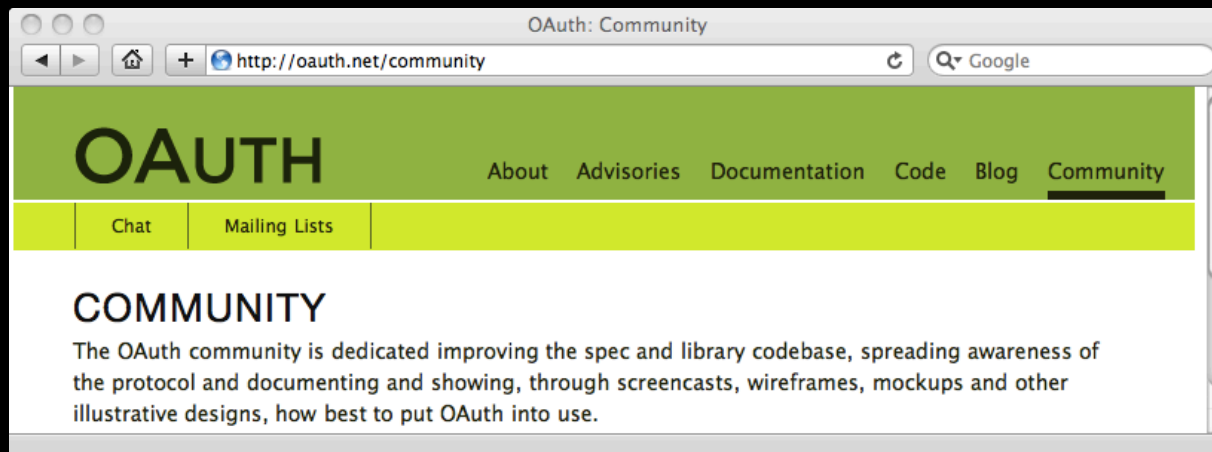 OAuth: Community
http://oauth.net/community
Google
OAUTH
About Advisories Documentation Code Blog Community
Chat Mailing Lists
COMMUNITY
The OAuth community is dedicated improving the spec and library codebase, spreading awareness of
the protocol and documenting and showing, through screencasts, wireframes, mockups and other
illustrative designs, how best to put OAuth into use.